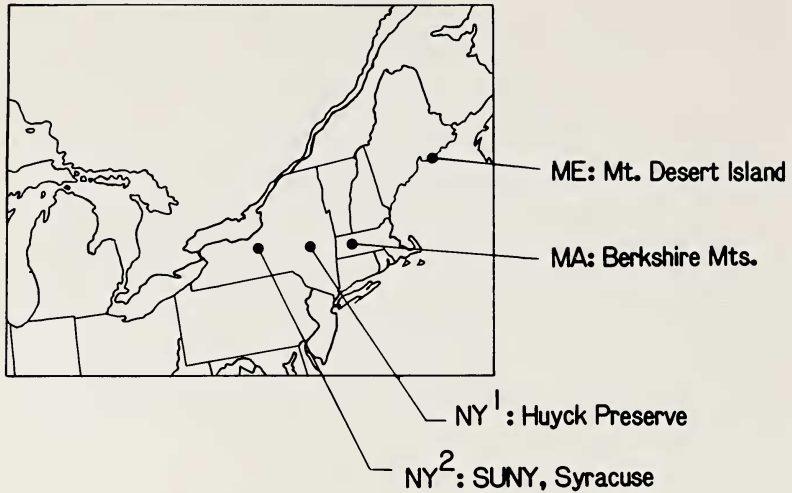 ME: Mt. Desert Island
MA: Berkshire Mts.
NY¹: Huyck Preserve
NY²: SUNY, Syracuse